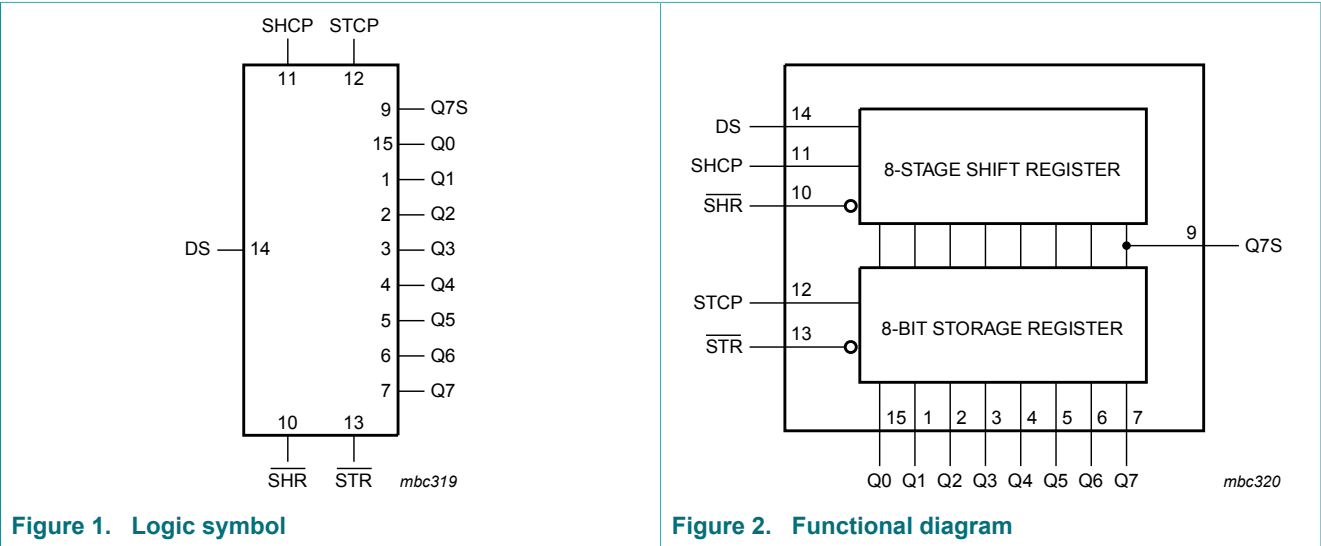 SHCP STCP
11 12
9 Q7S
15 Q0
1 Q1
2 Q2
DS 14 3 Q3
4 Q4
5 Q5
6 Q6
7 Q7
10 13
SHR STR mbc319
Figure 1. Logic symbol
DS 14
8-STAGE SHIFT REGISTER
SHCP 11
SHR 10
9 Q7S
STCP 12
8-BIT STORAGE REGISTER
STR 13
15 1 2 3 4 5 6 7
Q0 Q1 Q2 Q3 Q4 Q5 Q6 Q7 mbc320
Figure 2. Functional diagram